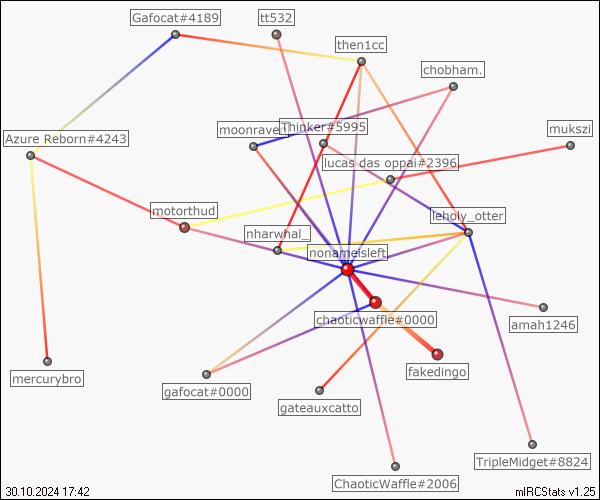 Gafocat#4189
tt532
then1cc
chobham.
moonraven
Thinker#5995
mukszi
Azure Reborn#4243
lucas das oppai#2396
motorthud
leholy_otter
nharwhal_
nonameisleft
chaoticwaffle#0000
amah1246
fakedingo
mercurybro
gafocat#0000
gateauxcatto
TripleMidget#8824
ChaoticWaffle#2006
30.10.2024 17:42
mIRCStats v1.25